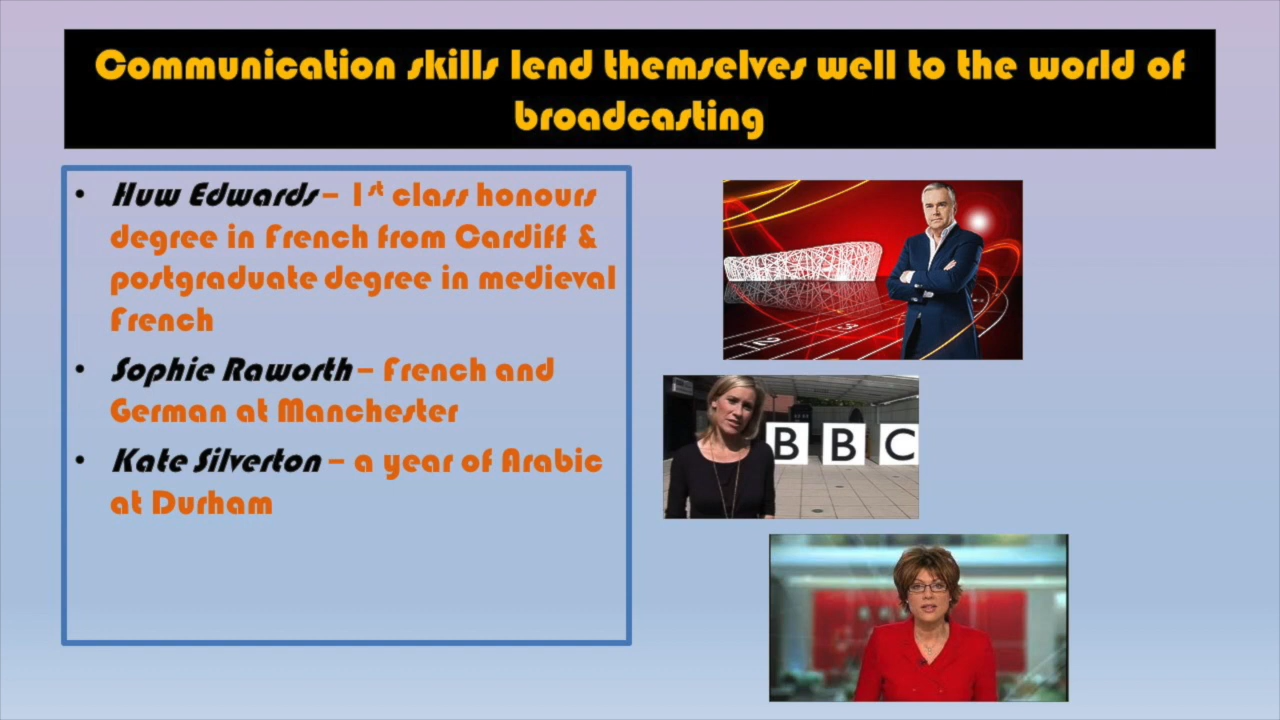 Communication skills lend themselves well to the world of
broadcasting
• Huw Edwards – 1st class honours
degree in French from Cardiff &
postgraduate degree in medieval
French
• Sophie Raworth – French and
German at Manchester
• Kate Silverton – a year of Arabic
at Durham
BBC